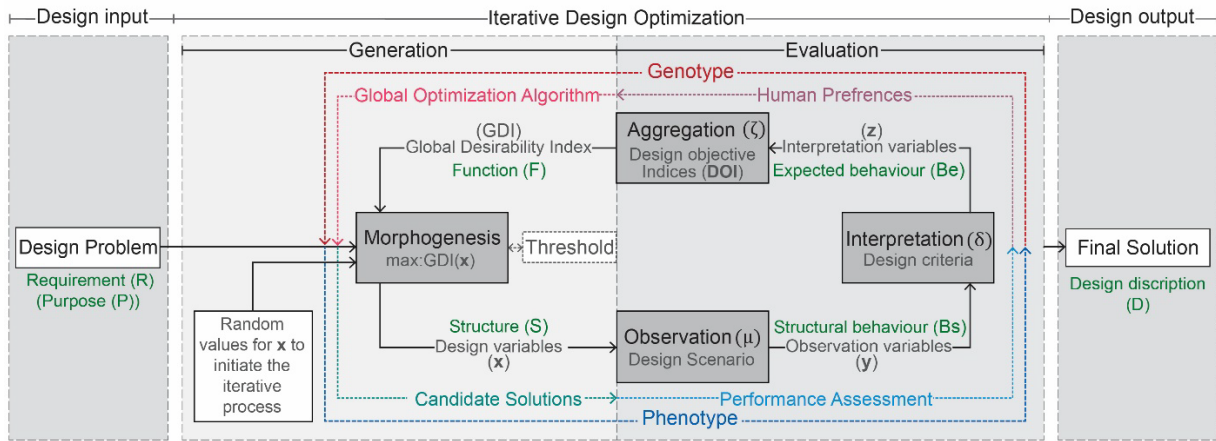 Design input
Iterative Design Optimization
Design output
Generation
Evaluation
Genotype
Global Optimization Algorithm
Human Prefrences
(GDI)
Global Desirability Index
Function (F)
Aggregation (ζ)
Design objective
Indices (DOI)
(z)
Interpretation variables
Expected behaviour (Be)
Design Problem
Requirement (R)
(Purpose (P))
Morphogenesis
max:GDI(x)
Threshold
Interpretation (δ)
Design criteria
Final Solution
Design discription
(D)
Random
values for x to
initiate the
iterative
process
Structure (S)
Design variables
(x)
Observation (μ)
Design Scenario
Structural behaviour (Bs)
Observation variables
(y)
Candidate Solutions
Performance Assessment
Phenotype